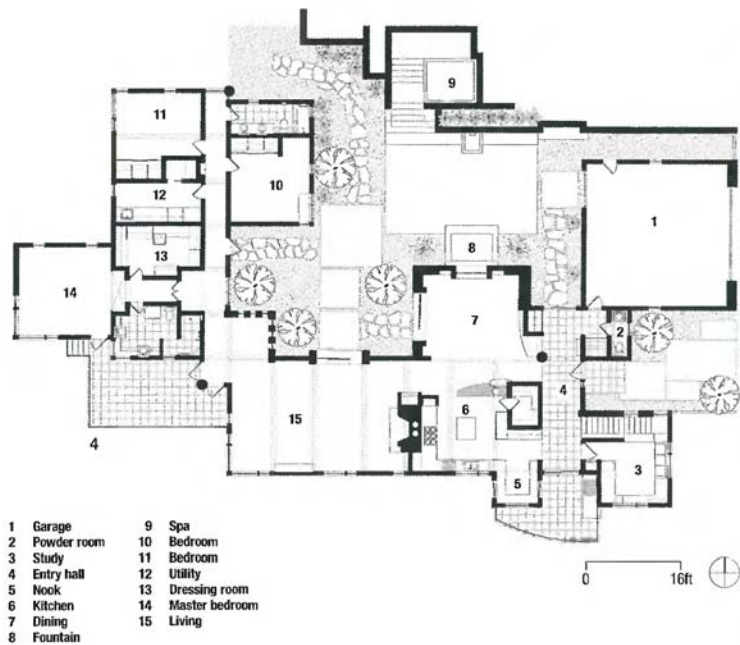 11
9
10
12
1
13
8
14
7
2
4
6
15
4
3
5
1 Garage
2 Powder room
3 Study
4 Entry hall
5 Nook
6 Kitchen
7 Dining
8 Fountain
9 Spa
10 Bedroom
11 Bedroom
12 Utility
13 Dressing room
14 Master bedroom
15 Living
0 16ft